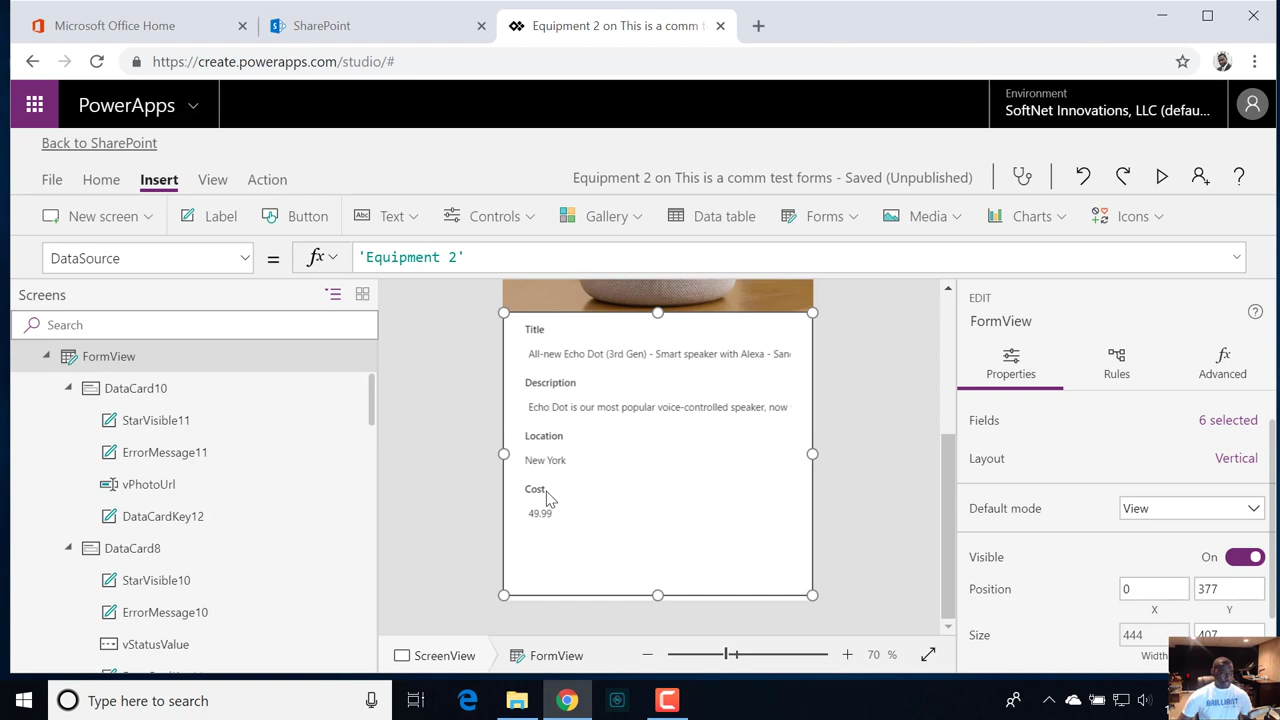 Microsoft Office Home
SharePoint
Equipment 2 on This is a comm t
https://create.powerapps.com/studio/#
PowerApps
Environment
SoftNet Innovations, LLC (defau...
Back to SharePoint
File Home Insert View Action
Equipment 2 on This is a comm test forms - Saved (Unpublished)
New screen Label Button Text Controls Gallery Data table Forms Media Charts Icons
DataSource = fx 'Equipment 2'
Screens
Search
FormView
DataCard10
StarVisible11
ErrorMessage11
vPhotoUrl
DataCardKey12
DataCard8
StarVisible10
ErrorMessage10
vStatusValue
Title
All-new Echo Dot (3rd Gen) - Smart speaker with Alexa - San
Description
Echo Dot is our most popular voice-controlled speaker, now
Location
New York
Cost
49.99
ScreenView FormView
70 %
EDIT
FormView
Properties Rules Advanced
Fields 6 selected
Layout Vertical
Default mode View
Visible On
Position 0 377
X Y
Size 444 407
Width
Type here to search
BRILLIANT